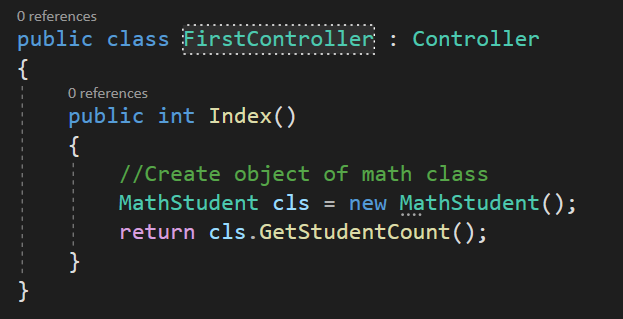 0 references
public class FirstController : Controller
{
0 references
public int Index()
{
//Create object of math class
MathStudent cls = new MathStudent();
return cls.GetStudentCount();
}
}